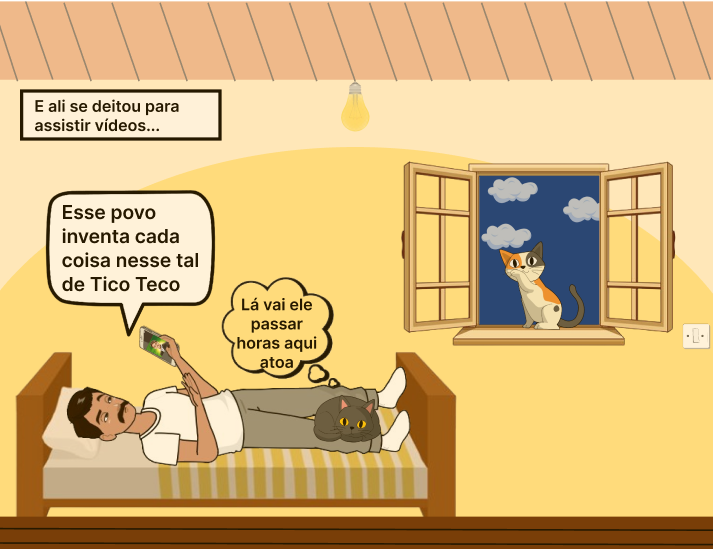 E ali se deitou para
assistir vídeos...
Esse povo
inventa cada
coisa nesse tal
de Tico Teco
Lá vai ele
passar
horas aqui
atoa